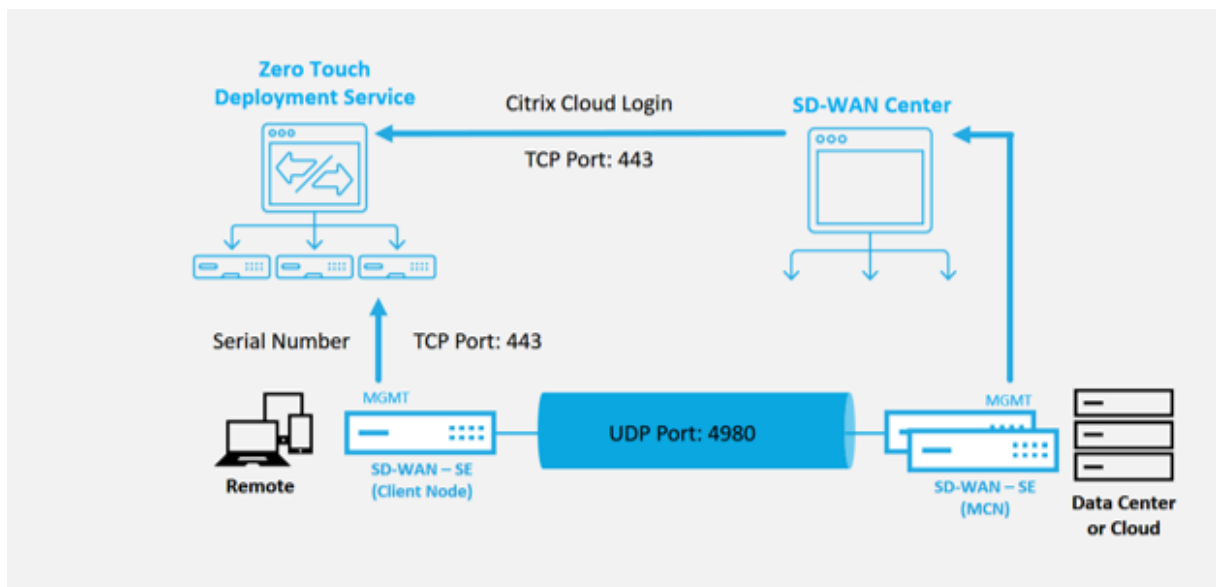 Zero Touch
Deployment Service
Citrix Cloud Login
SD-WAN Center
TCP Port: 443
Serial Number
TCP Port: 443
MGMT
MGMT
UDP Port: 4980
SD-WAN – SE
(Client Node)
Remote
SD-WAN – SE
(MCN)
Data Center
or Cloud